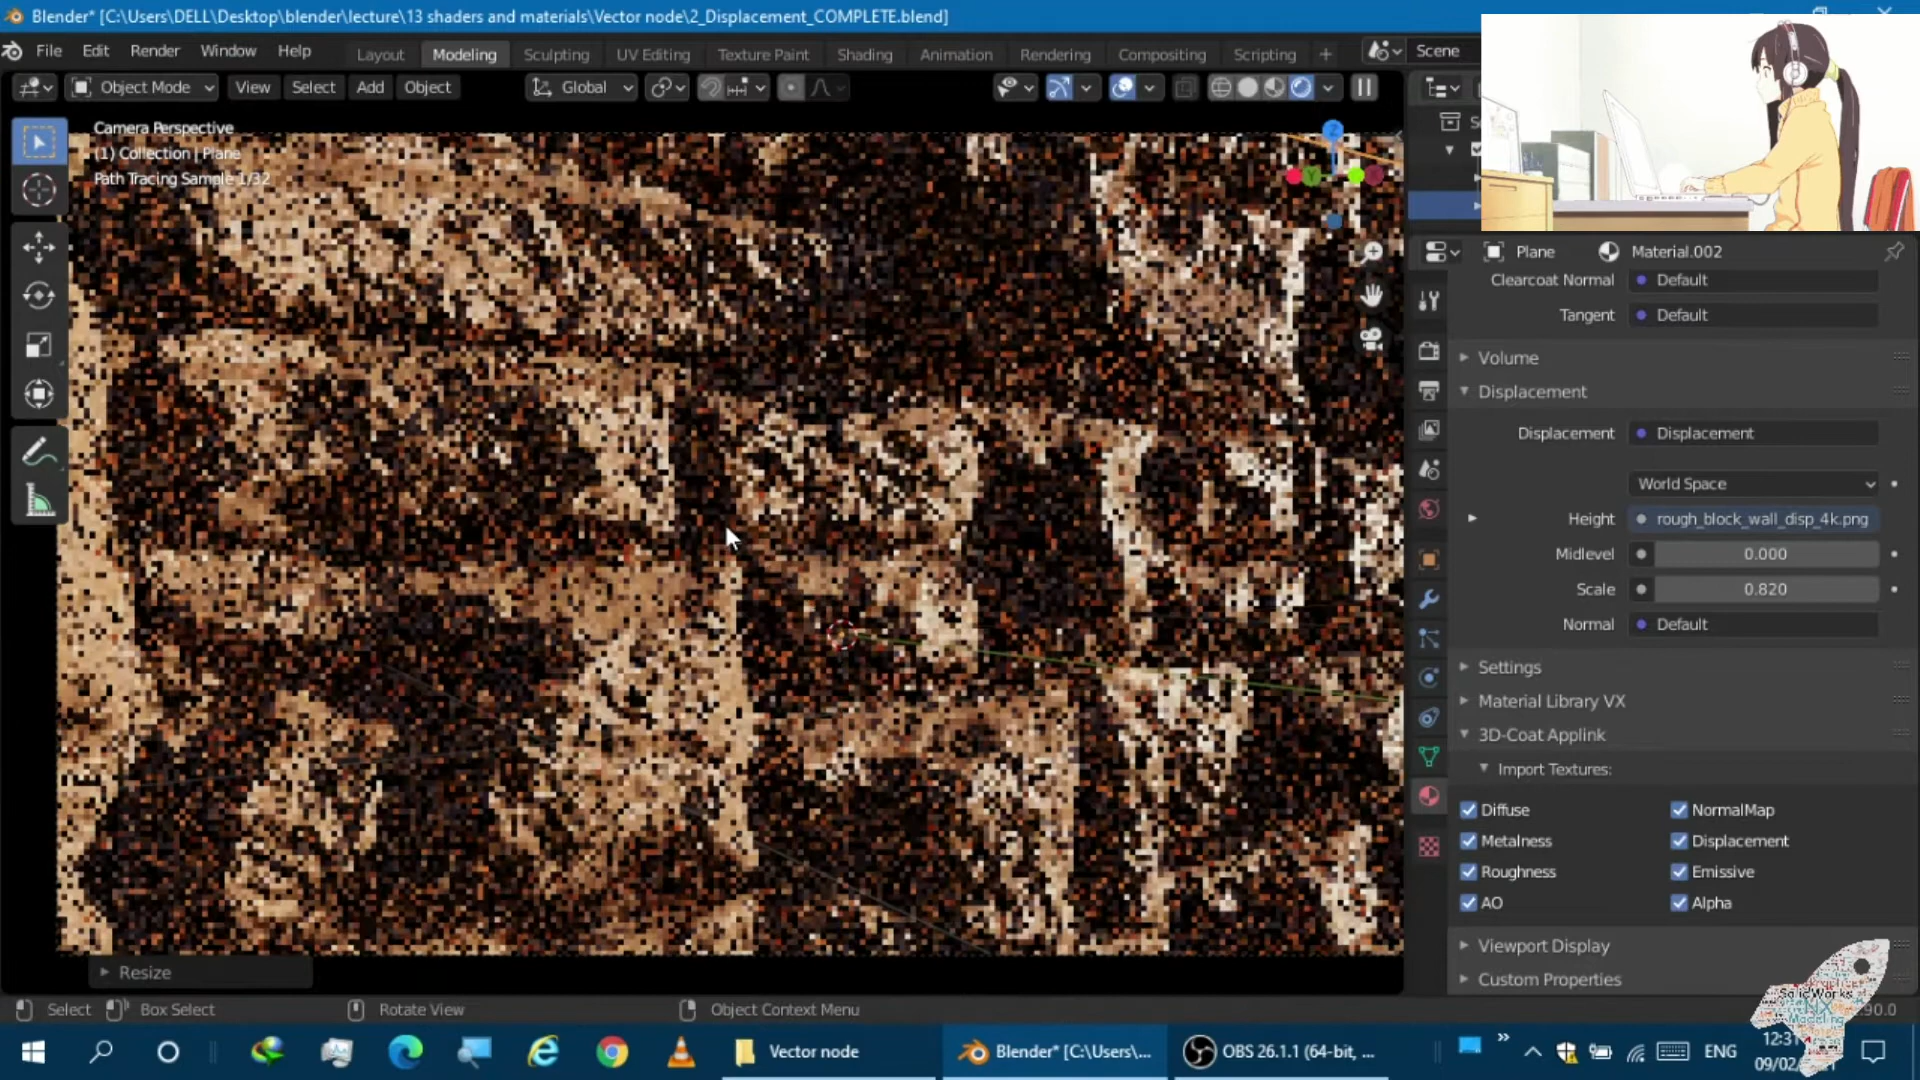 Blender* [C:\Users\DELL\Desktop\blender\lecture\13 shaders and materials\Vector node\2_Displacement_COMPLETE.blend]
File Edit Render Window Help Layout Modeling Sculpting UV Editing Texture Paint Shading Animation Rendering Compositing Scripting + Scene
Object Mode View Select Add Object Global
Camera Perspective
(1) Collection | Plane
Path Tracing Sample 1/32
Z
Y
Plane Material.002
Clearcoat Normal Default
Tangent Default
Volume
Displacement
Displacement Displacement
World Space
Height rough_block_wall_disp_4k.png
Midlevel 0.000
Scale 0.820
Normal Default
Settings
Material Library VX
3D-Coat Applink
Import Textures:
Diffuse NormalMap
Metalness Displacement
Roughness Emissive
AO Alpha
Viewport Display
Custom Properties
Resize
Select Box Select Rotate View Object Context Menu
SolidWorks
NX
Modeling
Vector node Blender* [C:\Users\... OBS 26.1.1 (64-bit, ... ENG